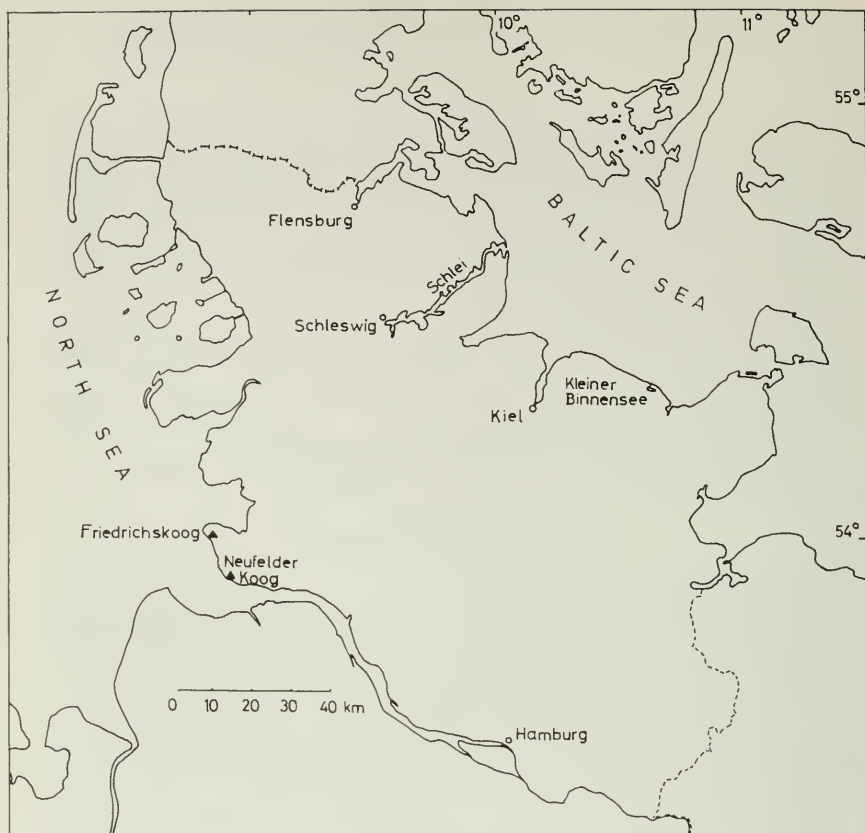 10°
11°
55°
Flensburg
BALTIC SEA
Schlei
NORTH SEA
Schleswig
Kleiner
Binnensee
Kiel
Friedrichskoog
54°
Neufelder
Koog
0 10 20 30 40 km
Hamburg